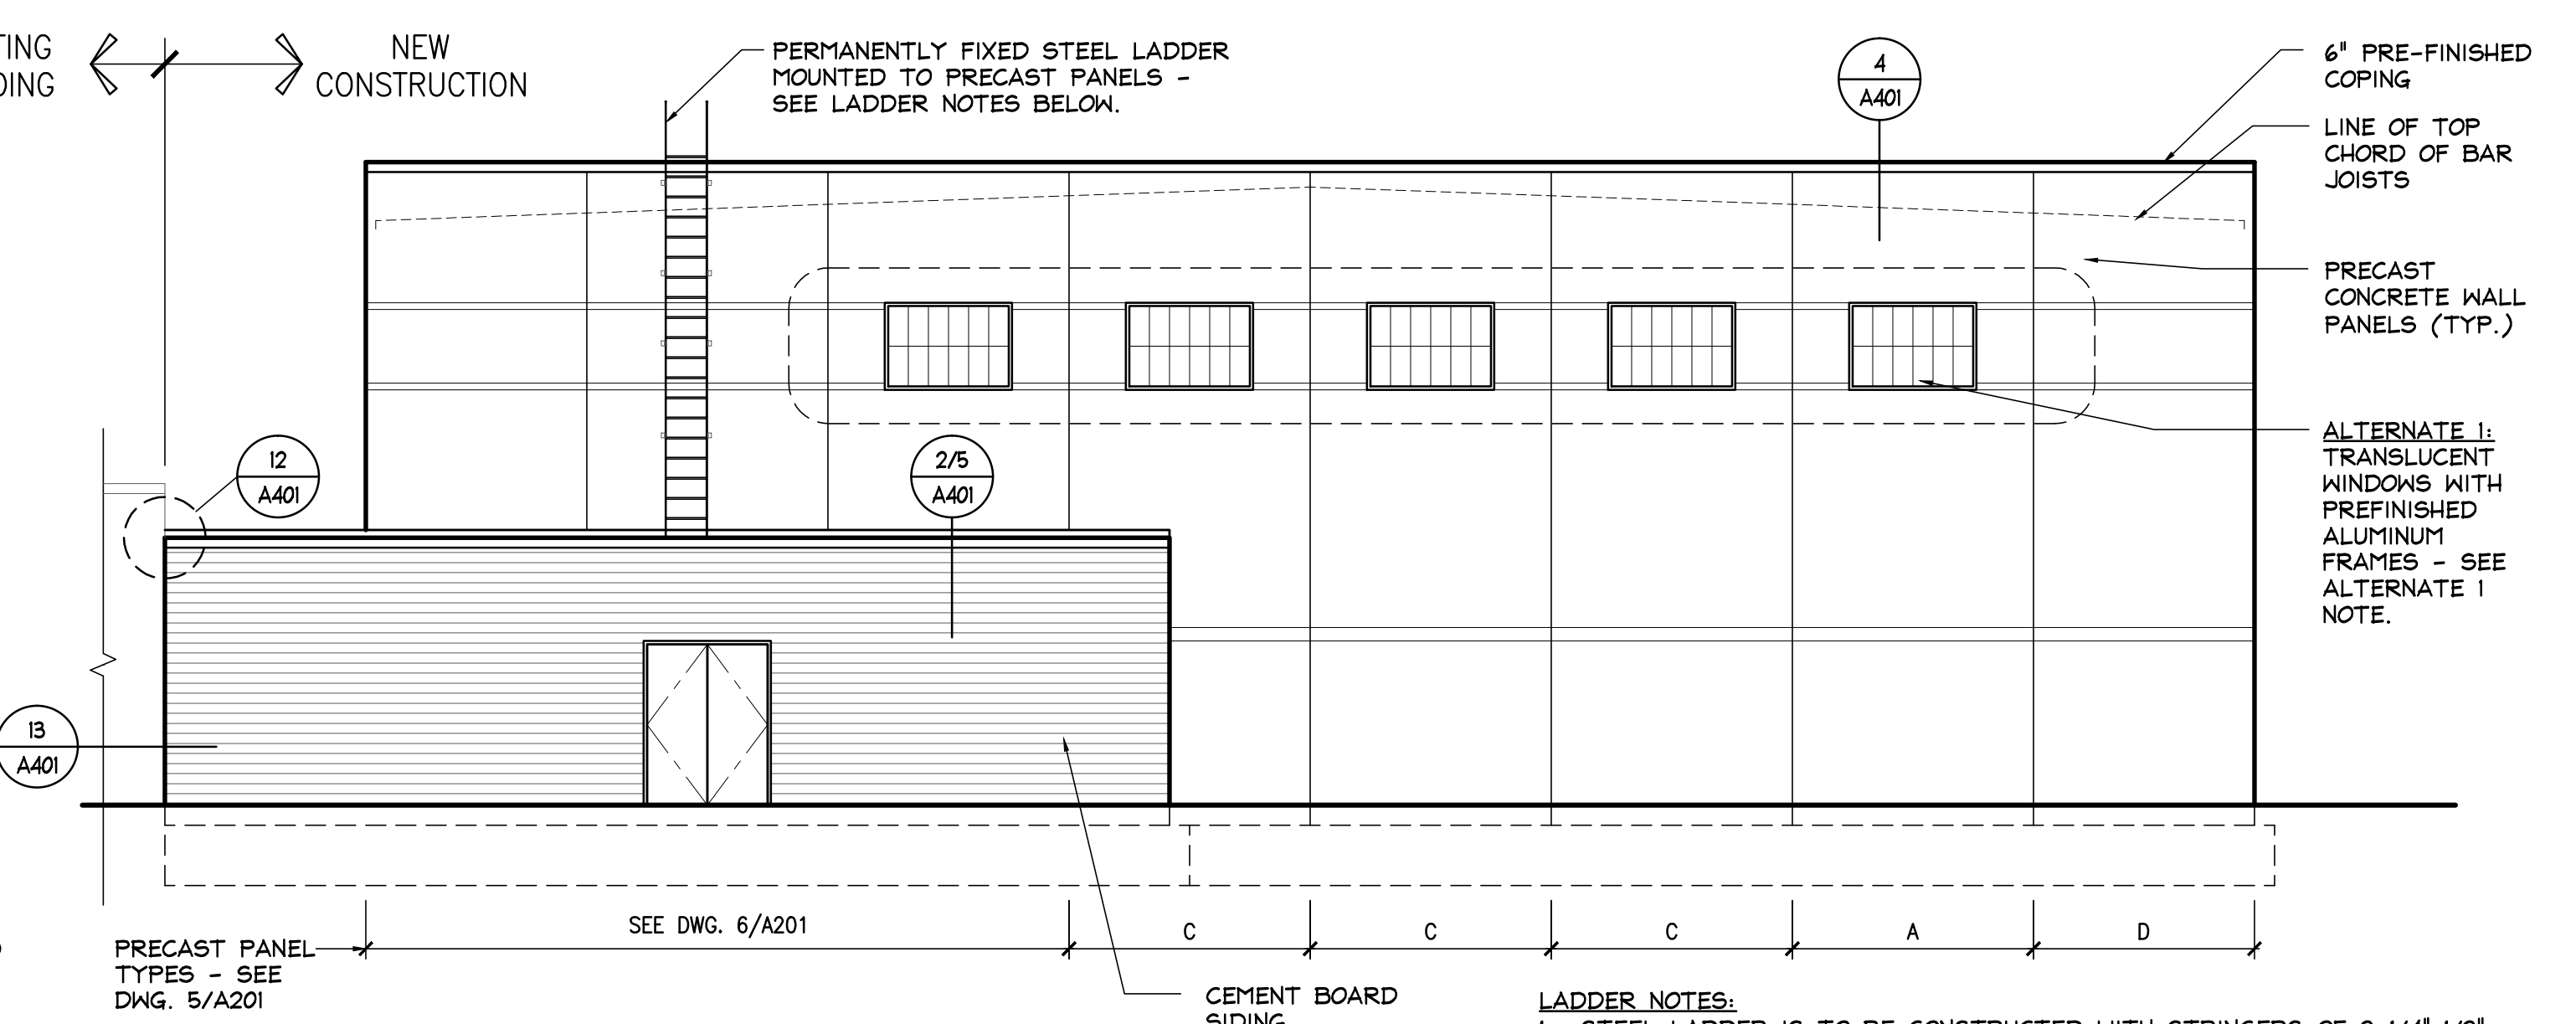 NEW
CONSTRUCTION
PERMANENTLY FIXED STEEL LADDER
MOUNTED TO PRECAST PANELS -
SEE LADDER NOTES BELOW.
4
A401
6" PRE-FINISHED
COPING
LINE OF TOP
CHORD OF BAR
JOISTS
PRECAST
CONCRETE WALL
PANELS (TYP.)
ALTERNATE 1:
TRANSLUCENT
WINDOWS WITH
PREFINISHED
ALUMINUM
FRAMES - SEE
ALTERNATE 1
NOTE.
12
A401
2/5
A401
13
A401
SEE DWG. 6/A201
C
C
C
A
D
PRECAST PANEL
TYPES - SEE
DWG. 5/A201
CEMENT BOARD
SIDING
LADDER NOTES: